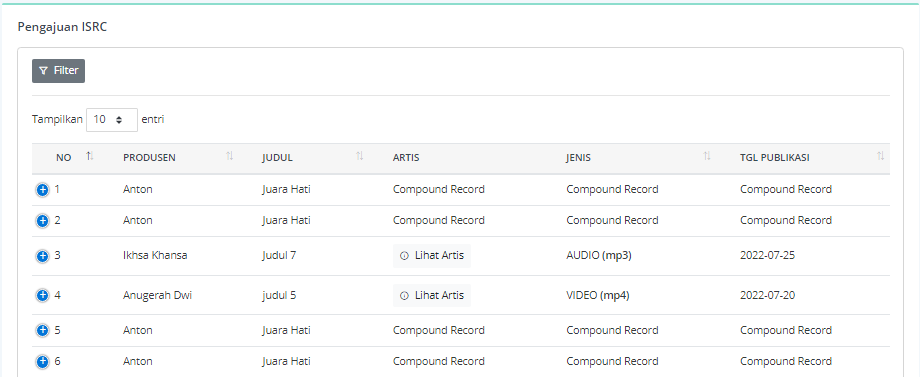 Pengajuan ISRC
Filter
Tampilkan 10 entri
NO PRODUSEN JUDUL ARTIS JENIS TGL PUBLIKASI
1 Anton Juara Hati Compound Record Compound Record Compound Record
2 Anton Juara Hati Compound Record Compound Record Compound Record
3 Ikhsa Khansa Judul 7 Lihat Artis AUDIO (mp3) 2022-07-25
4 Anugerah Dwi judul 5 Lihat Artis VIDEO (mp4) 2022-07-20
5 Anton Juara Hati Compound Record Compound Record Compound Record
6 Anton Juara Hati Compound Record Compound Record Compound Record